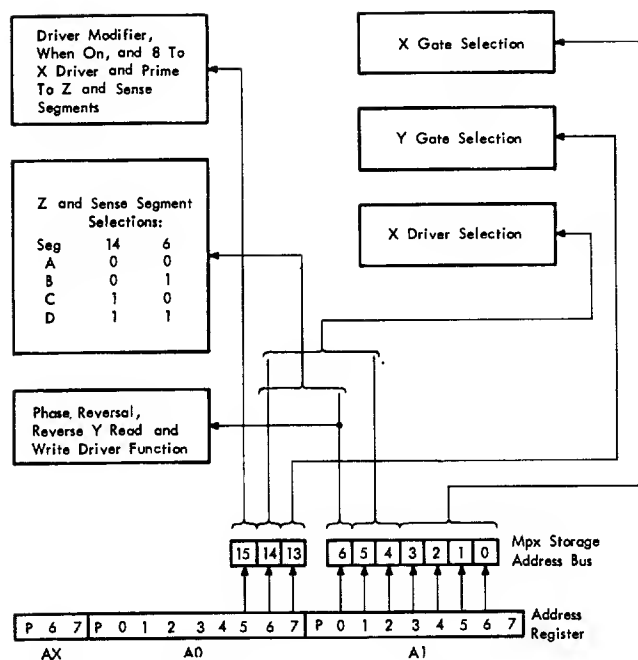 Driver Modifier,
When On, and 8 To
X Driver and Prime
To Z and Sense
Segments
X Gate Selection
Y Gate Selection
Z and Sense Segment
Selections:
Seg 14 6
A 0 0
B 0 1
C 1 0
D 1 1
X Driver Selection
Phase Reversal,
Reverse Y Read and
Write Driver Function
15 14 13 6 5 4 3 2 1 0
Mpx Storage
Address Bus
P 6 7 P 0 1 2 3 4 5 6 7 P 0 1 2 3 4 5 6 7
Address
Register
AX A0 A1